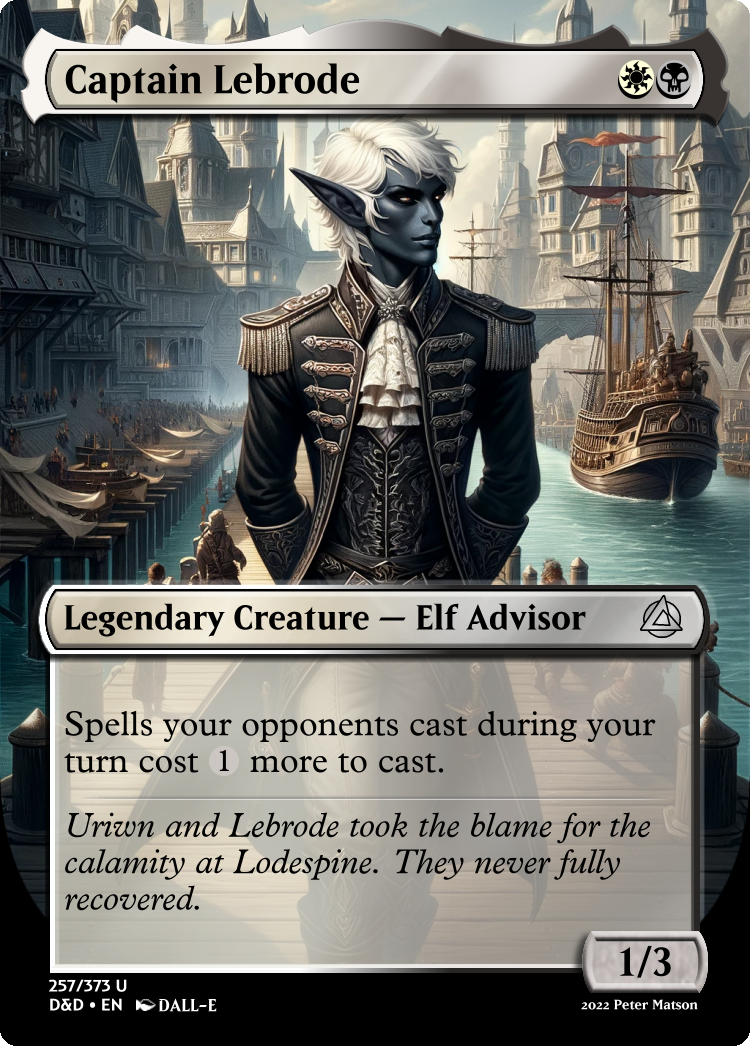 Captain Lebrode
Legendary Creature — Elf Advisor
Spells your opponents cast during your
turn cost 1 more to cast.
Uriwn and Lebrode took the blame for the
calamity at Lodespine. They never fully
recovered.
1/3
257/373 U
D&D • EN DALL-E
2022 Peter Matson